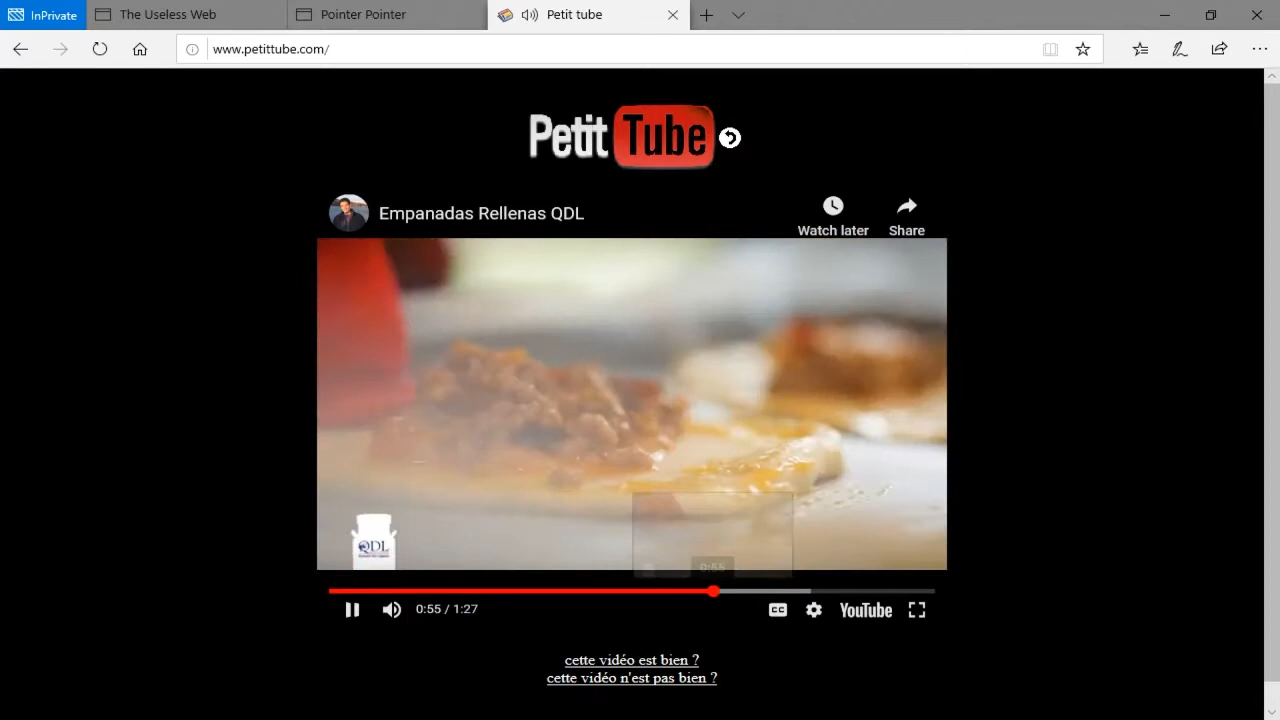 InPrivate
The Useless Web
Pointer Pointer
Petit tube
www.petittube.com/
Petit Tube
Empanadas Rellenas QDL
Watch later
Share
QDL
0:55
0:55 / 1:27
CC
YouTube
cette vidéo est bien ?
cette vidéo n'est pas bien ?